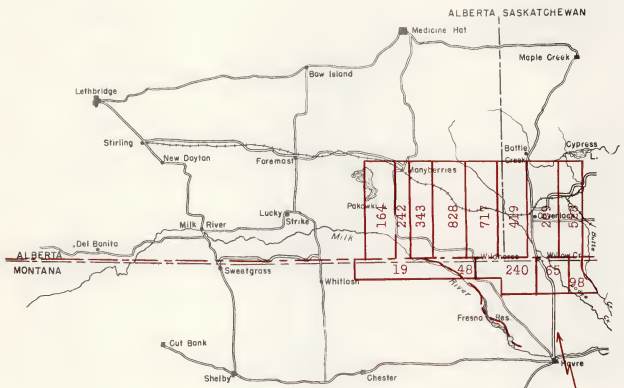 ALBERTA SASKATCHEWAN
Medicine Hat
Maple Creek
Bow Island
Lethbridge
Stirling
New Dayton
Foremost
Manyberries
Battle
Creek
Cypress
L.
Pakowki
164
242
343
828
717
449
Lucky
Strike
Milk
River
Milk
Del Bonita
ALBERTA
MONTANA
Sweetgrass
Whitlash
Wildhorse
Willow Cr.
19
48
240
65
98
River
Fresno
Res.
Cut Bank
Shelby
Chester
Havre